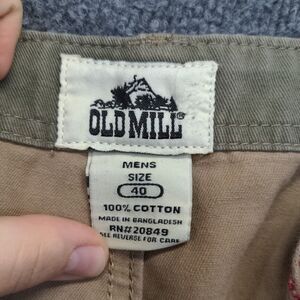 OLD MILL®
MENS
SIZE
40
100% COTTON
MADE IN BANGLADESH
RN#20849
SEE REVERSE FOR CARE